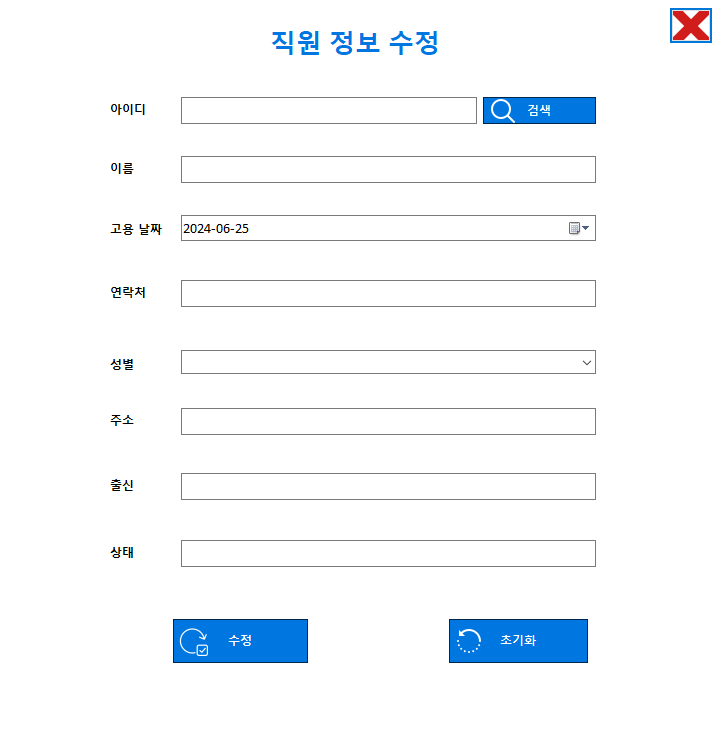 직원 정보 수정
아이디
검색
이름
고용 날짜 2024-06-25
연락처
성별
주소
출신
상태
수정
초기화